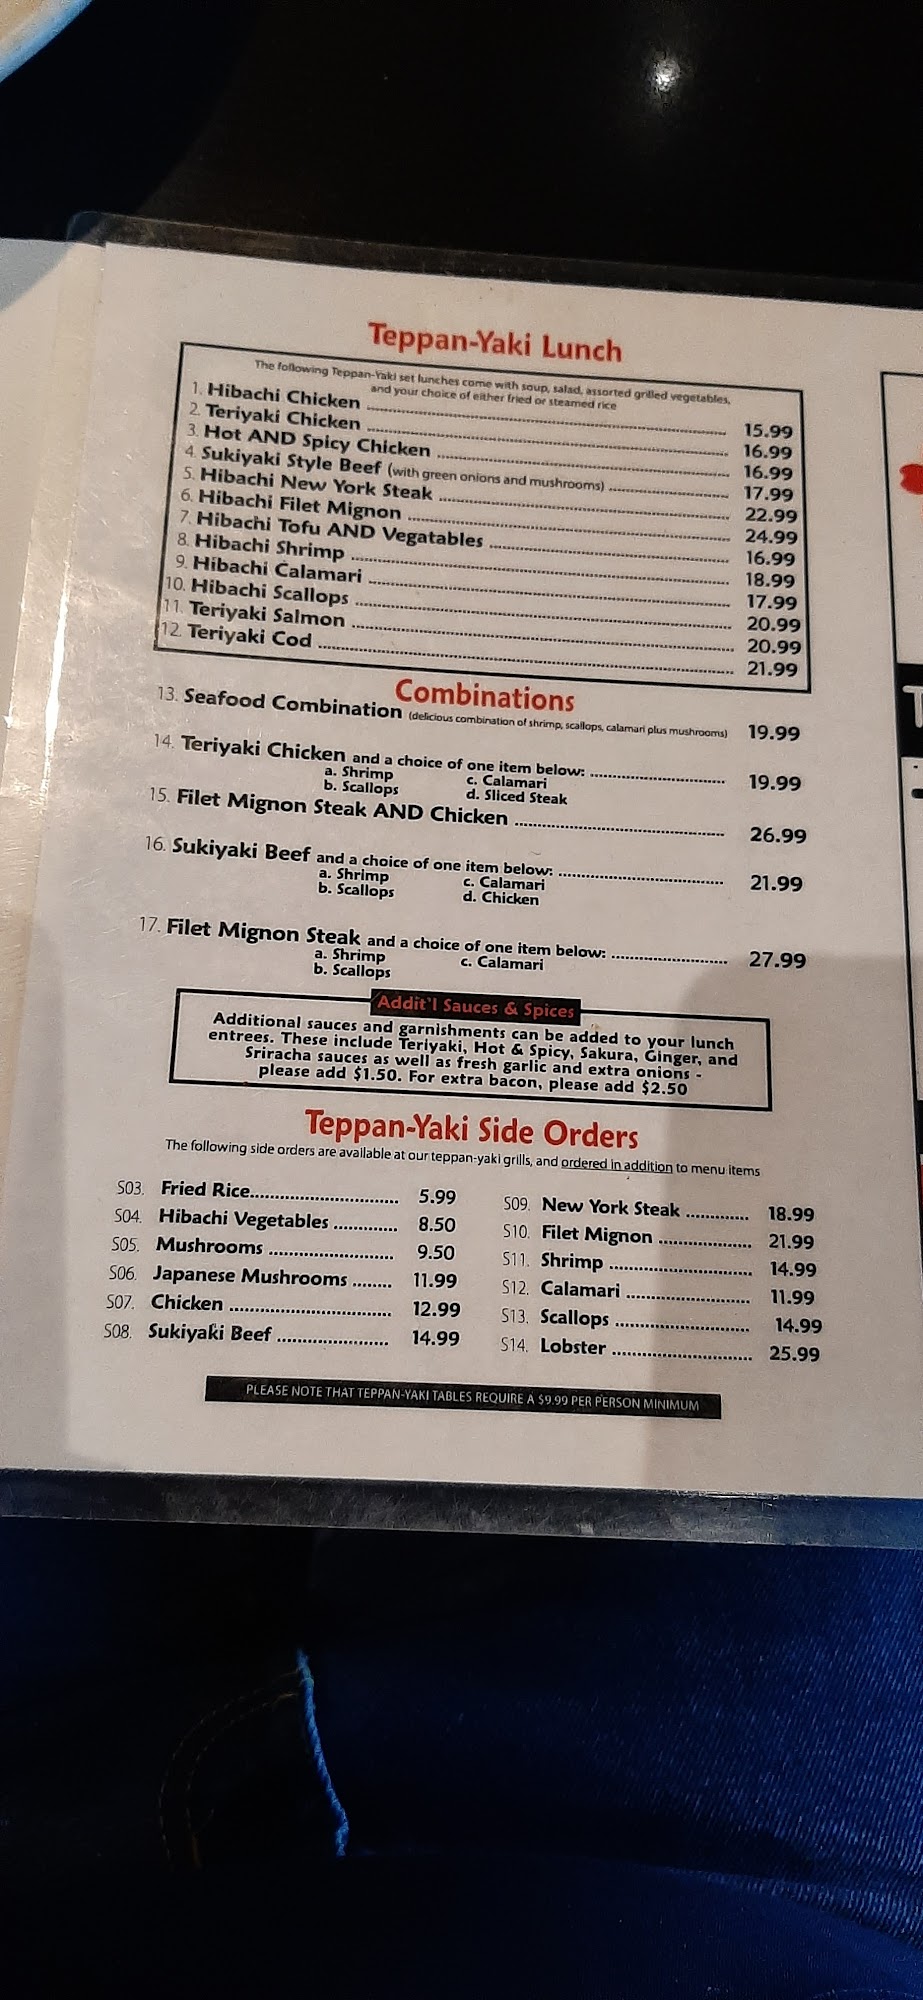 Teppan-Yaki Lunch
The following Teppan-Yaki set lunches come with soup, salad, assorted grilled vegetables,
and your choice of either fried or steamed rice
1. Hibachi Chicken 15.99
2. Teriyaki Chicken 16.99
3. Hot AND Spicy Chicken 16.99
4. Sukiyaki Style Beef (with green onions and mushrooms) 17.99
5. Hibachi New York Steak 22.99
6. Hibachi Filet Mignon 24.99
7. Hibachi Tofu AND Vegatables 16.99
8. Hibachi Shrimp 18.99
9. Hibachi Calamari 17.99
10. Hibachi Scallops 20.99
11. Teriyaki Salmon 20.99
12. Teriyaki Cod 21.99
Combinations
13. Seafood Combination (delicious combination of shrimp, scallops, calamari plus mushrooms) 19.99
14. Teriyaki Chicken and a choice of one item below: 19.99
a. Shrimp c. Calamari
b. Scallops d. Sliced Steak
15. Filet Mignon Steak AND Chicken 26.99
16. Sukiyaki Beef and a choice of one item below: 21.99
a. Shrimp c. Calamari
b. Scallops d. Chicken
17. Filet Mignon Steak and a choice of one item below: 27.99
a. Shrimp c. Calamari
b. Scallops
Addit'l Sauces & Spices
Additional sauces and garnishments can be added to your lunch
entrees. These include Teriyaki, Hot & Spicy, Sakura, Ginger, and
Sriracha sauces as well as fresh garlic and extra onions -
please add $1.50. For extra bacon, please add $2.50
Teppan-Yaki Side Orders
The following side orders are available at our teppan-yaki grills, and ordered in addition to menu items
S03. Fried Rice 5.99
S04. Hibachi Vegetables 8.50
S05. Mushrooms 9.50
S06. Japanese Mushrooms 11.99
S07. Chicken 12.99
S08. Sukiyaki Beef 14.99
S09. New York Steak 18.99
S10. Filet Mignon 21.99
S11. Shrimp 14.99
S12. Calamari 11.99
S13. Scallops 14.99
S14. Lobster 25.99
PLEASE NOTE THAT TEPPAN-YAKI TABLES REQUIRE A $9.99 PER PERSON MINIMUM